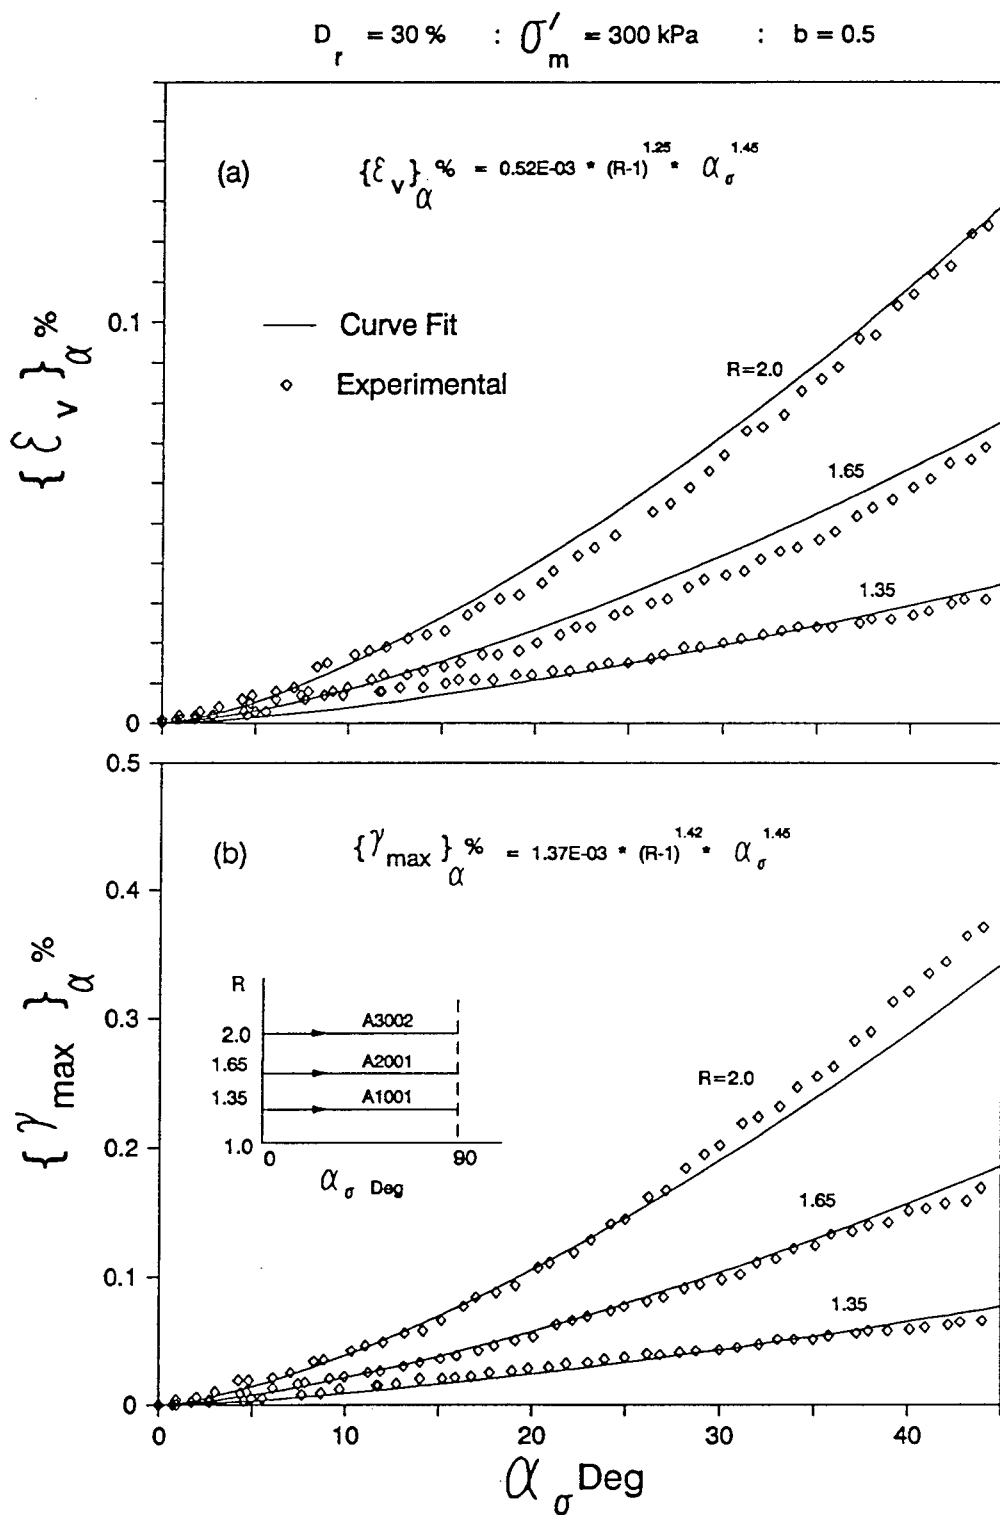 D_r = 30 % : σ′_m = 300 kPa : b = 0.5
(a) {ε_v}_α % = 0.52E-03 * (R-1)^1.25 * α_σ^1.45
Curve Fit
Experimental
{ε_v}_α %
0.1
0
R=2.0
1.65
1.35
(b) {γ_max}_α % = 1.37E-03 * (R-1)^1.42 * α_σ^1.45
{γ_max}_α %
0.5
0.4
0.3
0.2
0.1
0
R
2.0
1.65
1.35
1.0
A3002
A2001
A1001
0 90
α_σ Deg
R=2.0
1.65
1.35
0 10 20 30 40
α_σ Deg